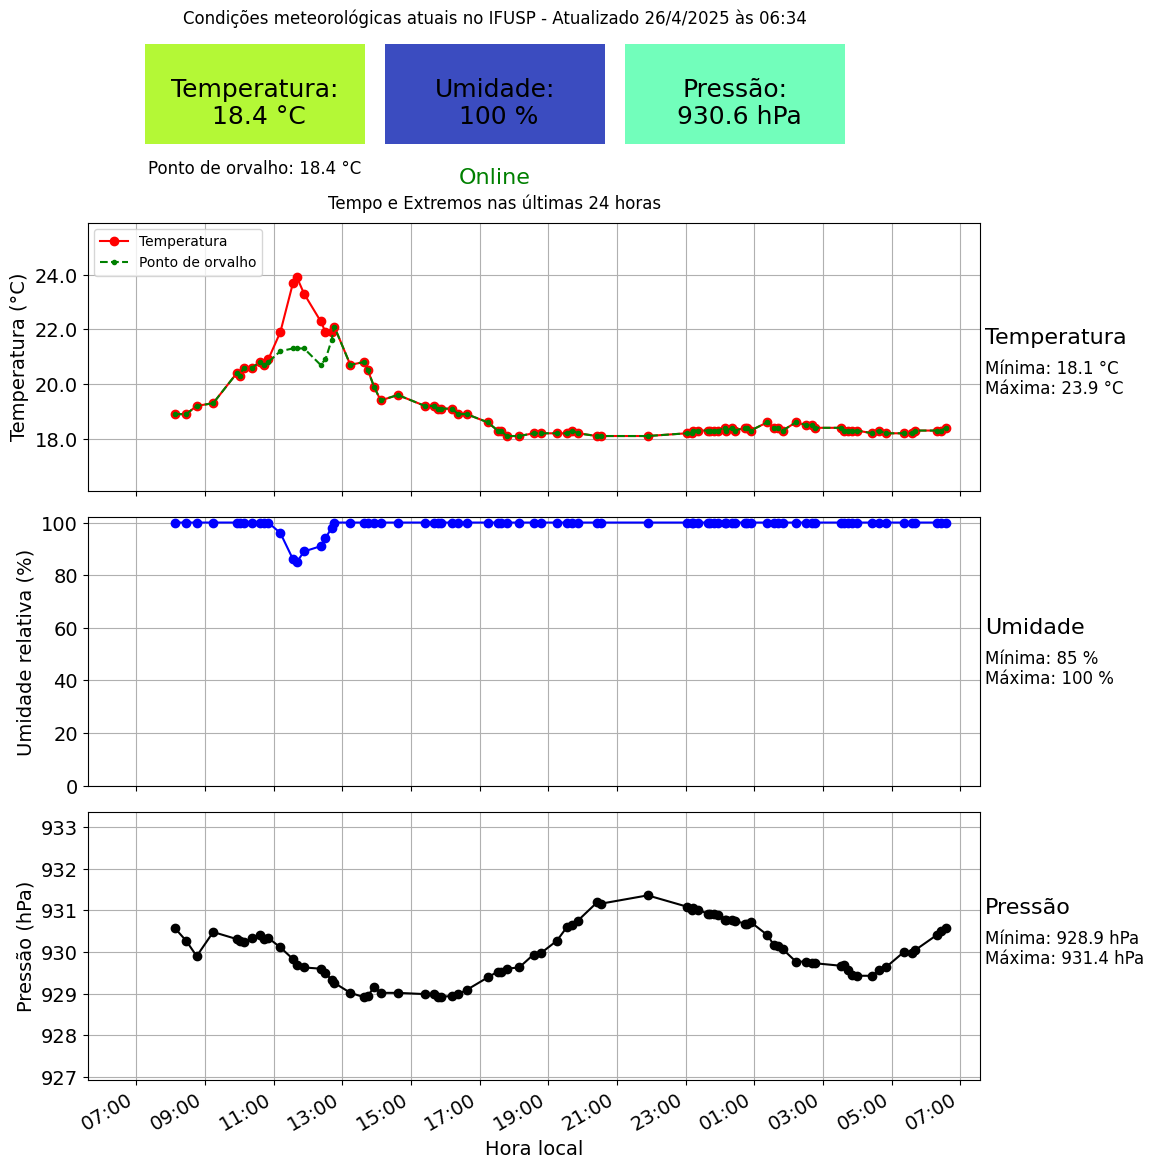 Condições meteorológicas atuais no IFUSP - Atualizado 26/4/2025 às 06:34
Temperatura:
18.4 °C
Umidade:
100 %
Pressão:
930.6 hPa
Ponto de orvalho: 18.4 °C
Online
Tempo e Extremos nas últimas 24 horas
Temperatura
Ponto de orvalho
Temperatura (°C)
24.0
22.0
20.0
18.0
Temperatura
Mínima: 18.1 °C
Máxima: 23.9 °C
Umidade relativa (%)
100
80
60
40
20
0
Umidade
Mínima: 85 %
Máxima: 100 %
Pressão (hPa)
933
932
931
930
929
928
927
Pressão
Mínima: 928.9 hPa
Máxima: 931.4 hPa
07:00 09:00 11:00 13:00 15:00 17:00 19:00 21:00 23:00 01:00 03:00 05:00 07:00
Hora local